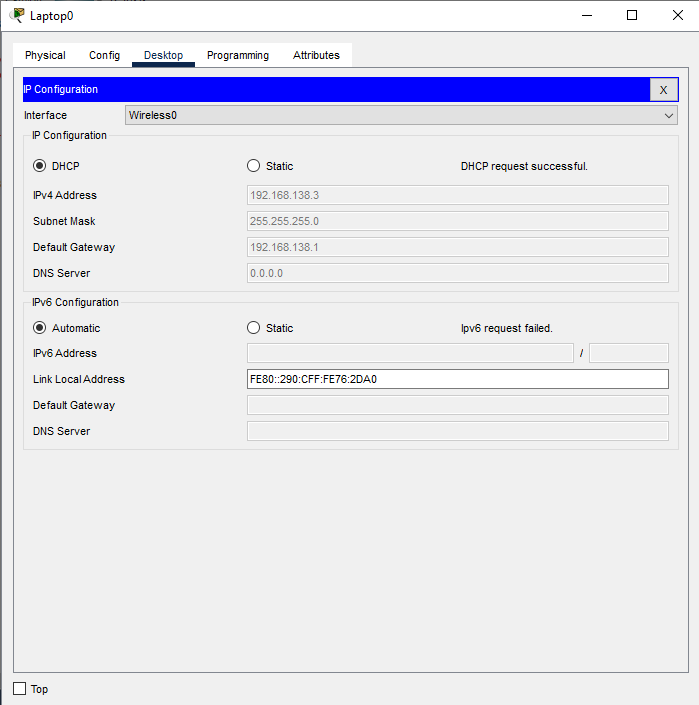 Laptop0
Physical Config Desktop Programming Attributes
IP Configuration X
Interface Wireless0
IP Configuration
DHCP Static DHCP request successful.
IPv4 Address 192.168.138.3
Subnet Mask 255.255.255.0
Default Gateway 192.168.138.1
DNS Server 0.0.0.0
IPv6 Configuration
Automatic Static Ipv6 request failed.
IPv6 Address /
Link Local Address FE80::290:CFF:FE76:2DA0
Default Gateway
DNS Server
Top